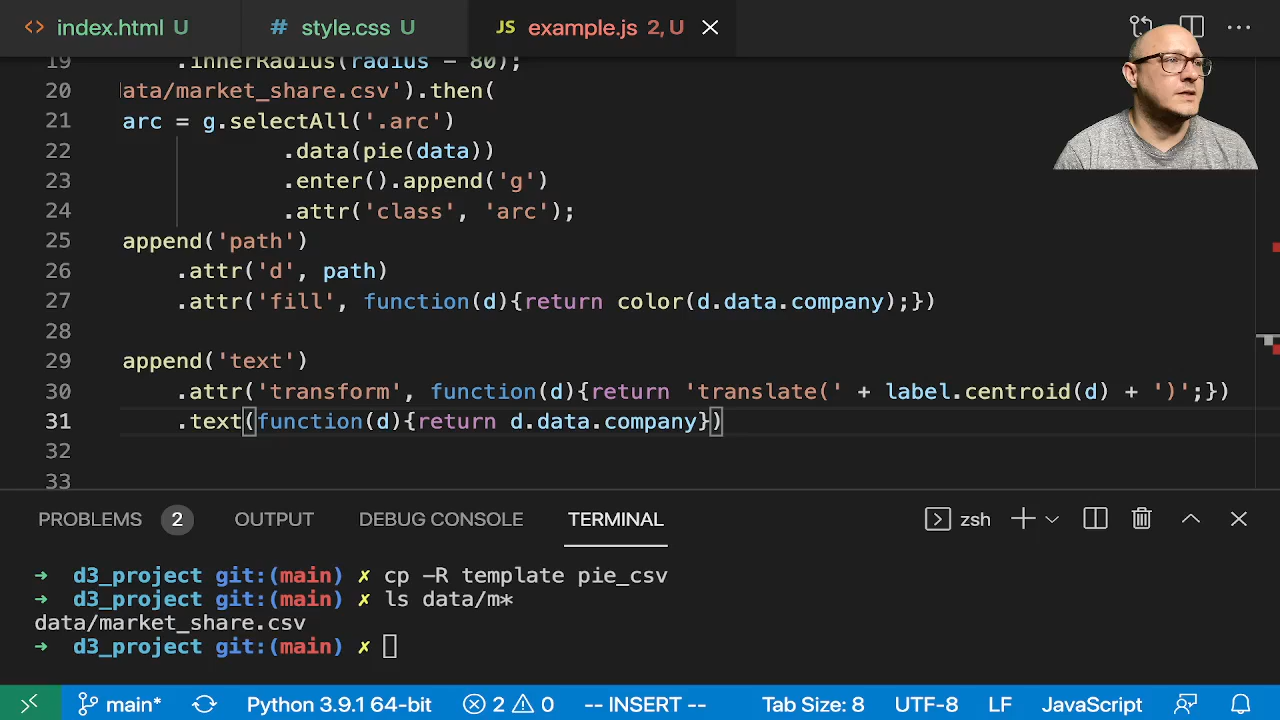 index.html U
# style.css U
JS example.js 2, U
19 .innerRadius(radius - 80);
20 ata/market_share.csv').then(
21 arc = g.selectAll('.arc')
22 .data(pie(data))
23 .enter().append('g')
24 .attr('class', 'arc');
25 append('path')
26 .attr('d', path)
27 .attr('fill', function(d){return color(d.data.company);})
28
29 append('text')
30 .attr('transform', function(d){return 'translate(' + label.centroid(d) + ')';})
31 .text(function(d){return d.data.company})
32
33
PROBLEMS 2 OUTPUT DEBUG CONSOLE TERMINAL zsh
→ d3_project git:(main) ✗ cp -R template pie_csv
→ d3_project git:(main) ✗ ls data/m*
data/market_share.csv
→ d3_project git:(main) ✗
main* Python 3.9.1 64-bit 2 0 -- INSERT -- Tab Size: 8 UTF-8 LF JavaScript